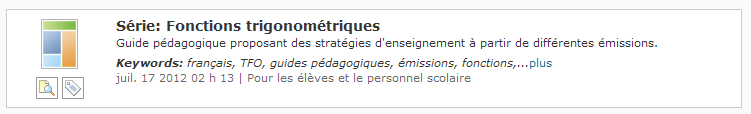 Série: Fonctions trigonométriques
Guide pédagogique proposant des stratégies d'enseignement à partir de différentes émissions.
Keywords: français, TFO, guides pédagogiques, émissions, fonctions,...plus
juil. 17 2012 02 h 13 | Pour les élèves et le personnel scolaire